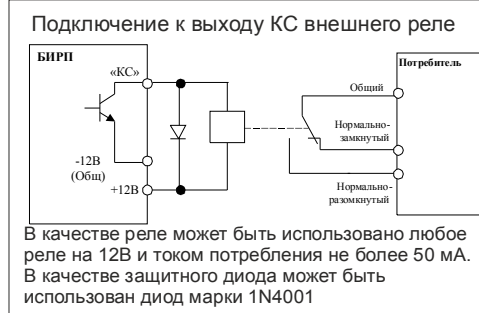 Подключение к выходу КС внешнего реле
БИРП
«КС»
-12В
(Общ)
+12В
Потребитель
Общий
Нормально-
замкнутый
Нормально-
разомкнутый
В качестве реле может быть использовано любое
реле на 12В и током потребления не более 50 мА.
В качестве защитного диода может быть
использован диод марки 1N4001